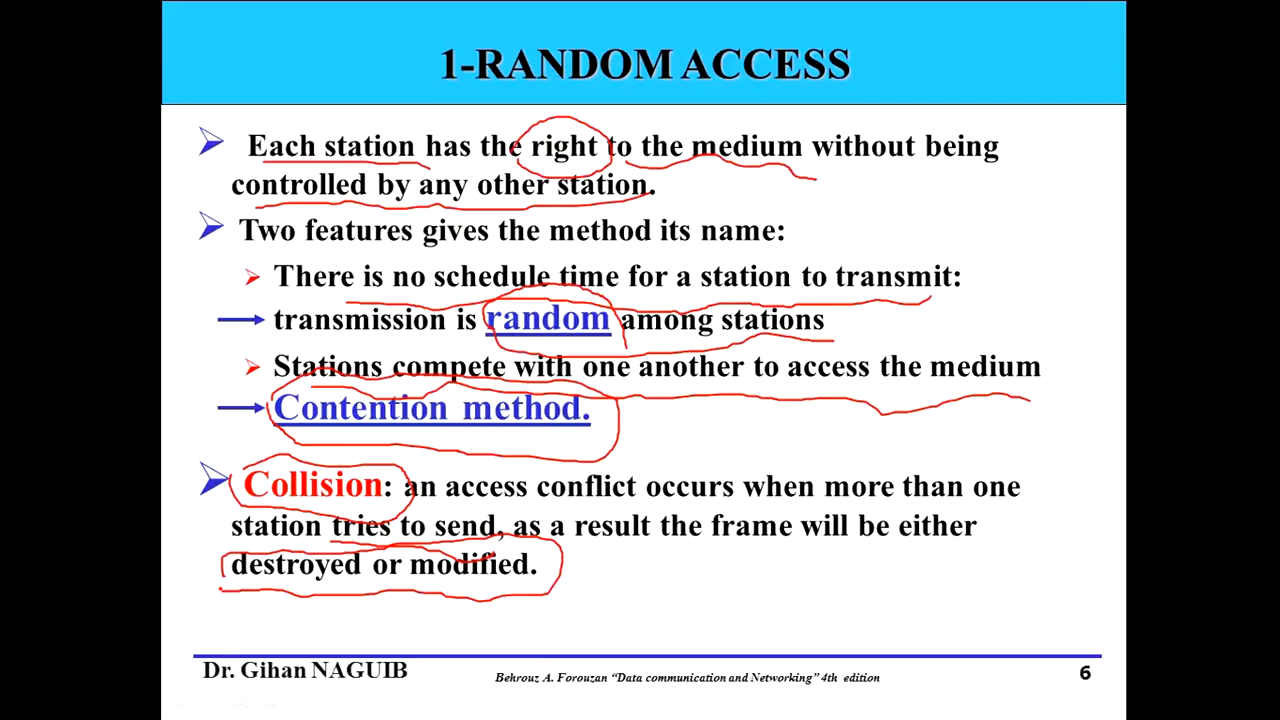 1-RANDOM ACCESS
Each station has the right to the medium without being
controlled by any other station.
Two features gives the method its name:
There is no schedule time for a station to transmit:
transmission is random among stations
Stations compete with one another to access the medium
Contention method.
Collision: an access conflict occurs when more than one
station tries to send, as a result the frame will be either
destroyed or modified.
Dr. Gihan NAGUIB
Behrouz A. Forouzan “Data communication and Networking” 4th edition
6